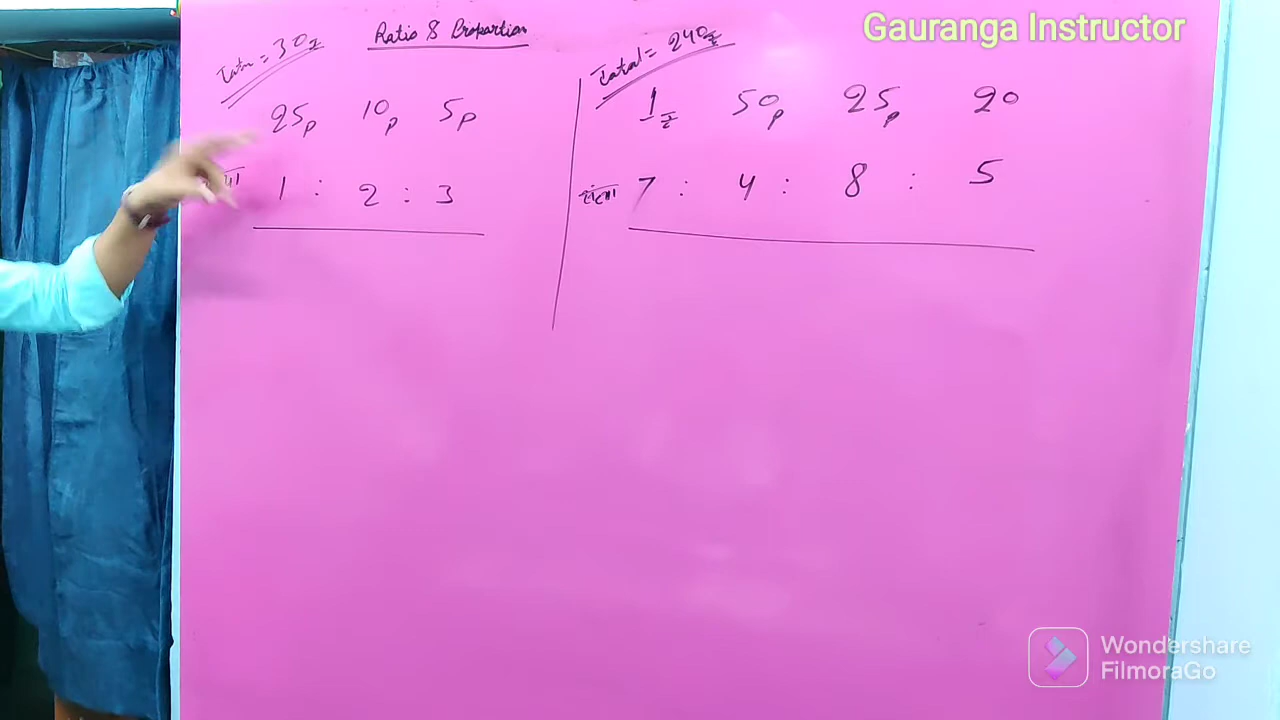 Ratio & Proportion
Gauranga Instructor
= 30₹
25p 10p 5p
1 : 2 : 3
Total = 240₹
1₹ 50p 25p 20
संख्या 7 : 4 : 8 : 5
Wondershare
FilmoraGo